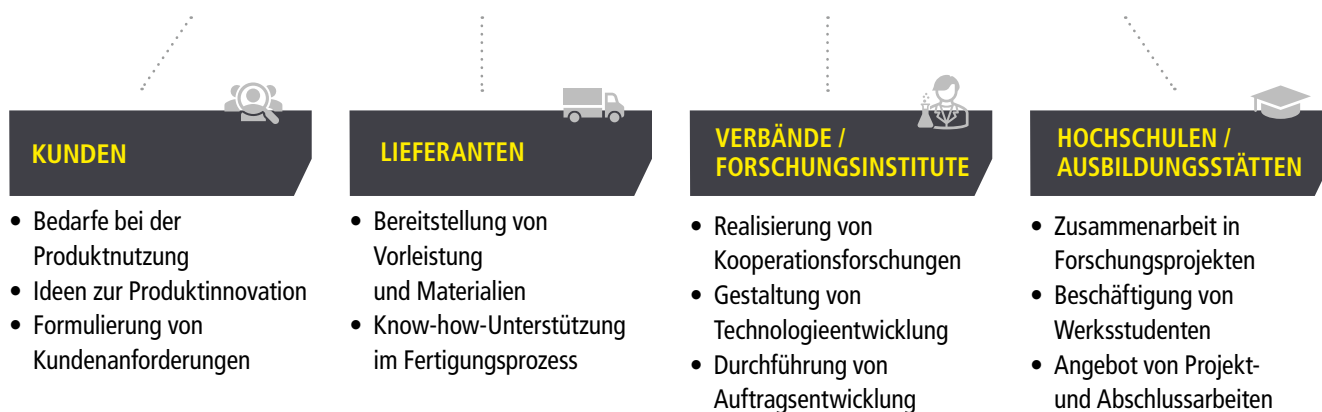 KUNDEN
• Bedarfe bei der
Produktnutzung
• Ideen zur Produktinnovation
• Formulierung von
Kundenanforderungen
LIEFERANTEN
• Bereitstellung von
Vorleistung
und Materialien
• Know-how-Unterstützung
im Fertigungsprozess
VERBÄNDE /
FORSCHUNGSINSTITUTE
• Realisierung von
Kooperationsforschungen
• Gestaltung von
Technologieentwicklung
• Durchführung von
Auftragsentwicklung
HOCHSCHULEN /
AUSBILDUNGSSTÄTTEN
• Zusammenarbeit in
Forschungsprojekten
• Beschäftigung von
Werksstudenten
• Angebot von Projekt-
und Abschlussarbeiten